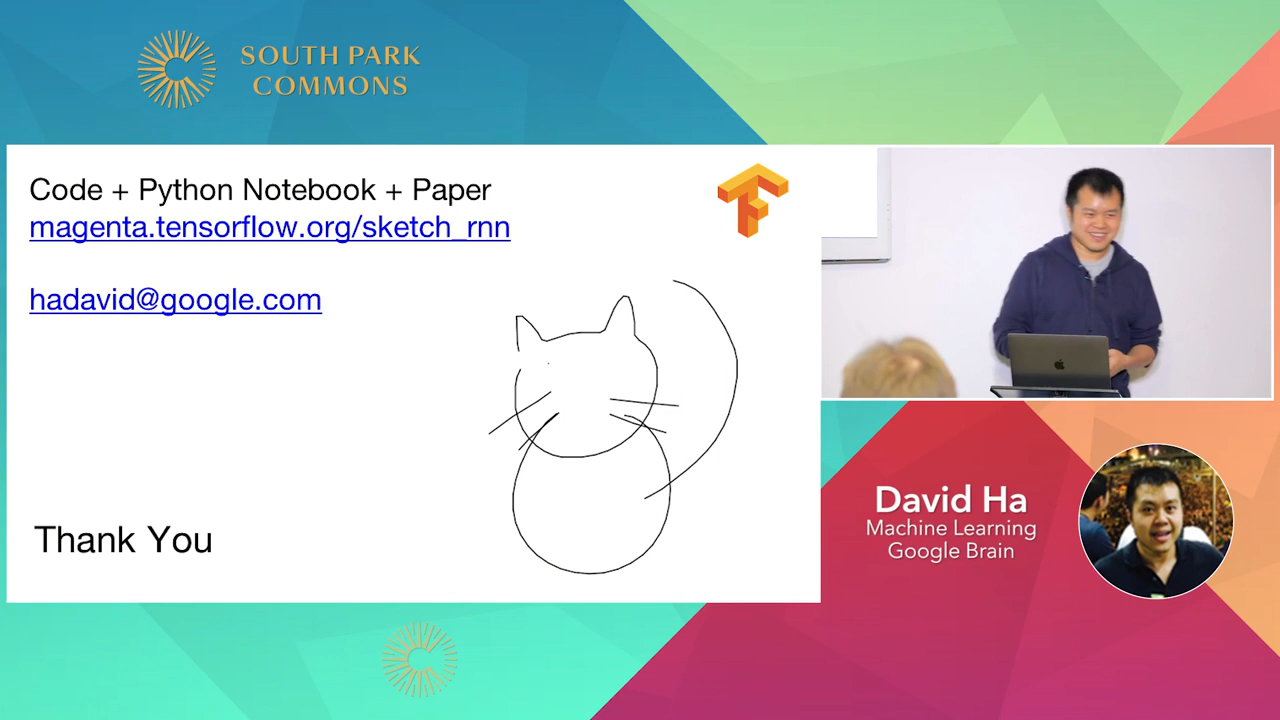 SOUTH PARK
COMMONS
Code + Python Notebook + Paper
magenta.tensorflow.org/sketch_rnn
hadavid@google.com
Thank You
David Ha
Machine Learning
Google Brain